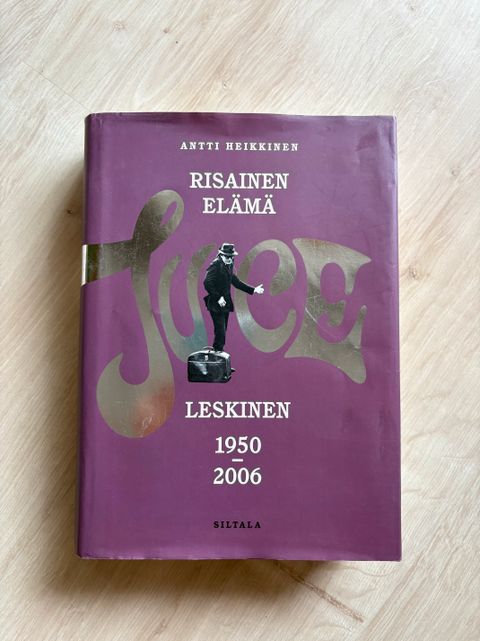 ANTTI HEIKKINEN
RISAINEN
ELÄMÄ
JUICE
LESKINEN
1950
–
2006
SILTALA